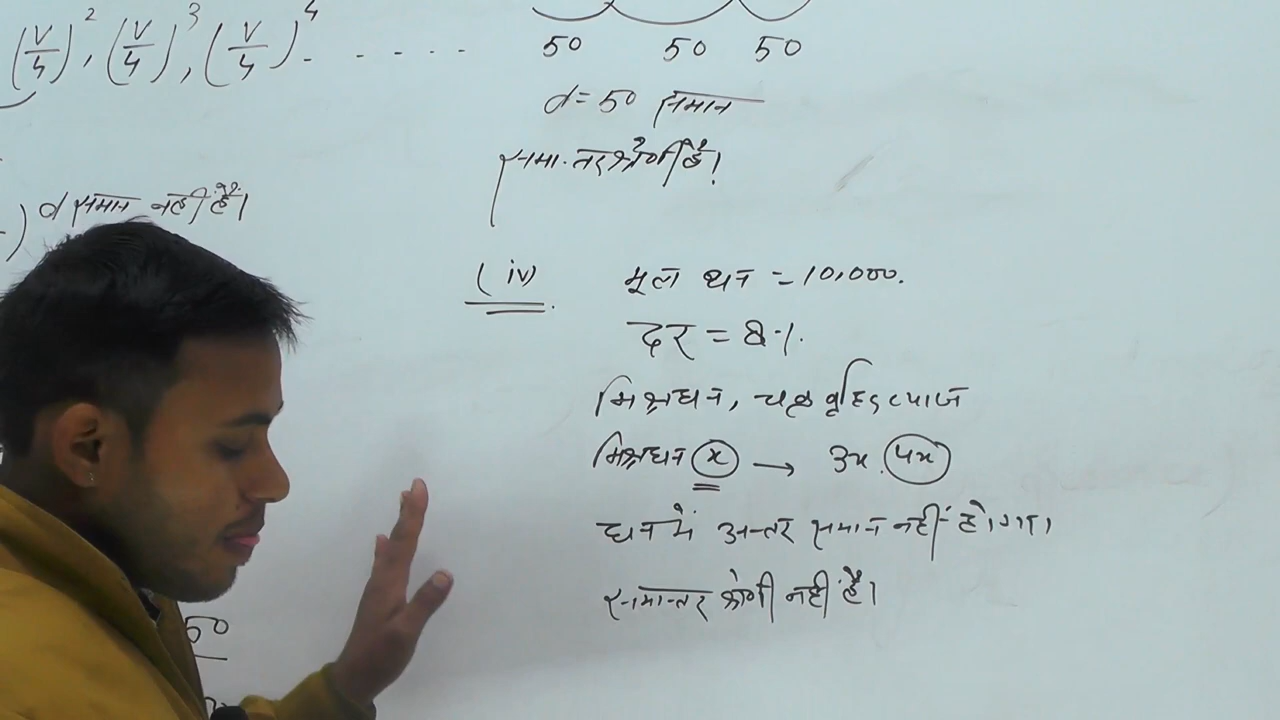 (V/4)², (V/4)³, (V/4)⁴ - - - - -
d समान नहीं है।
50 50 50
d = 50 समान
समान्तर श्रेणी है।
(iv) मूल धन = 10,000.
दर = 8%.
मिश्रधन, चक्रवृद्धि ब्याज
मिश्रधन (x) → 3x. (4x)
धन में अन्तर समान नहीं होगा।
समान्तर श्रेणी नहीं है।
50